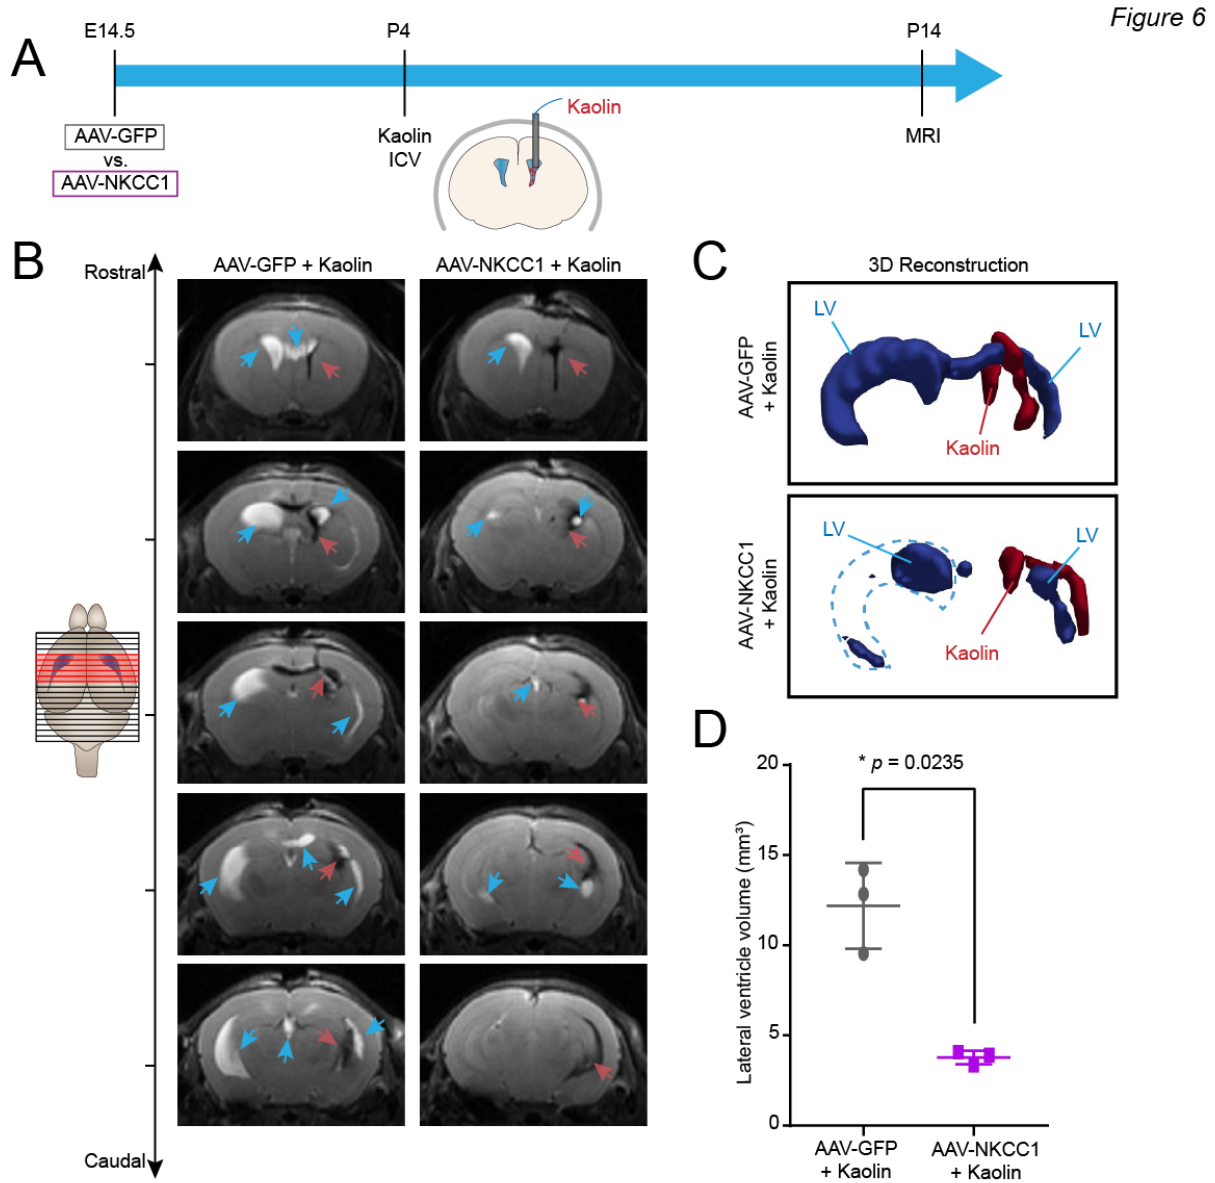 Figure 6
A
E14.5
P4
P14
AAV-GFP
vs.
AAV-NKCC1
Kaolin
ICV
Kaolin
MRI
B
Rostral
AAV-GFP + Kaolin
AAV-NKCC1 + Kaolin
Caudal
C
3D Reconstruction
AAV-GFP
+ Kaolin
LV
LV
Kaolin
AAV-NKCC1
+ Kaolin
LV
LV
Kaolin
D
* p = 0.0235
Lateral ventricle volume (mm³)
20
15
10
5
0
AAV-GFP
+ Kaolin
AAV-NKCC1
+ Kaolin